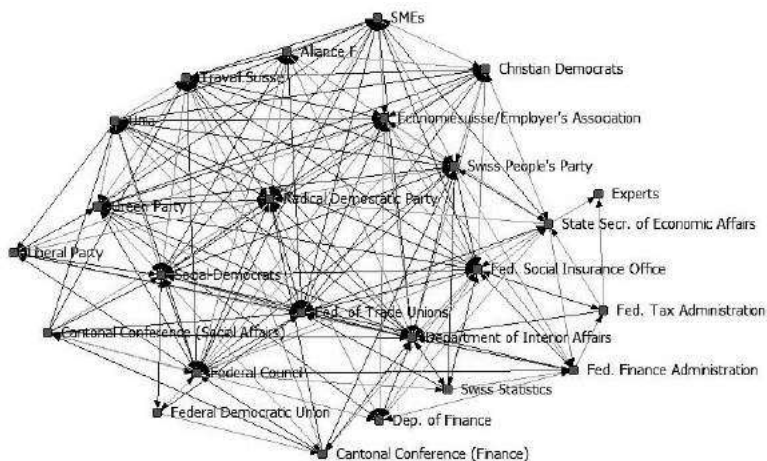 SMEs
Aliance F
Christian Democrats
Traval Suisse
Economiesuisse/Employer's Association
Swiss People's Party
Experts
Green Party
Radical Democratic Party
State Secr. of Economic Affairs
Liberal Party
Social Democrats
Fed. Social Insurance Office
Fed. of Trade Unions
Fed. Tax Administration
Cantonal Conference (Social Affairs)
Department of Interior Affairs
Federal Council
Fed. Finance Administration
Swiss Statistics
Federal Democratic Union
Dep. of Finance
Cantonal Conference (Finance)